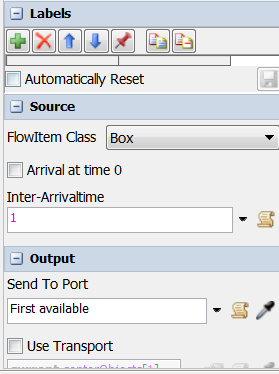 Labels
Automatically Reset
Source
FlowItem Class Box
Arrival at time 0
Inter-Arrivaltime
1
Output
Send To Port
First available
Use Transport